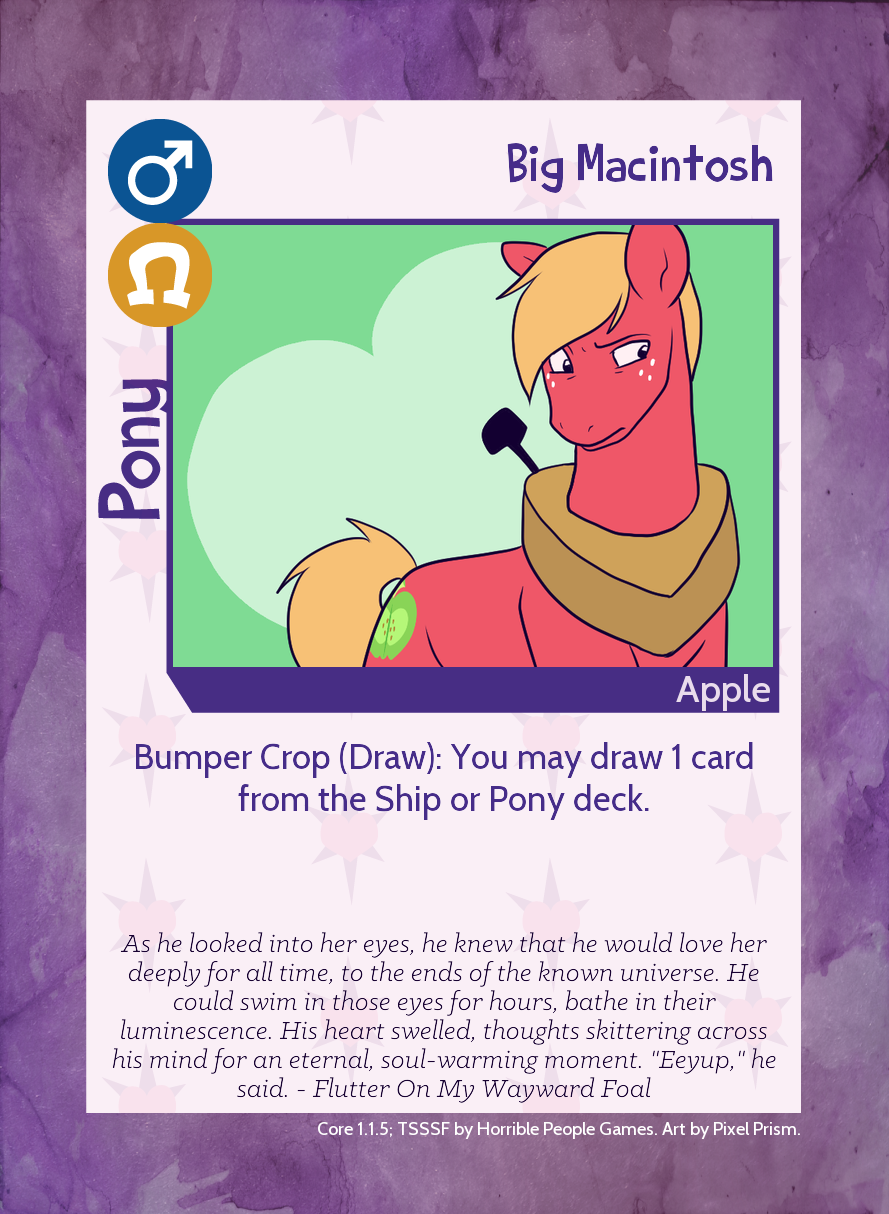 Big Macintosh
Pony
Apple
Bumper Crop (Draw): You may draw 1 card
from the Ship or Pony deck.
As he looked into her eyes, he knew that he would love her
deeply for all time, to the ends of the known universe. He
could swim in those eyes for hours, bathe in their
luminescence. His heart swelled, thoughts skittering across
his mind for an eternal, soul-warming moment. "Eeyup," he
said. - Flutter On My Wayward Foal
Core 1.1.5; TSSSF by Horrible People Games. Art by Pixel Prism.